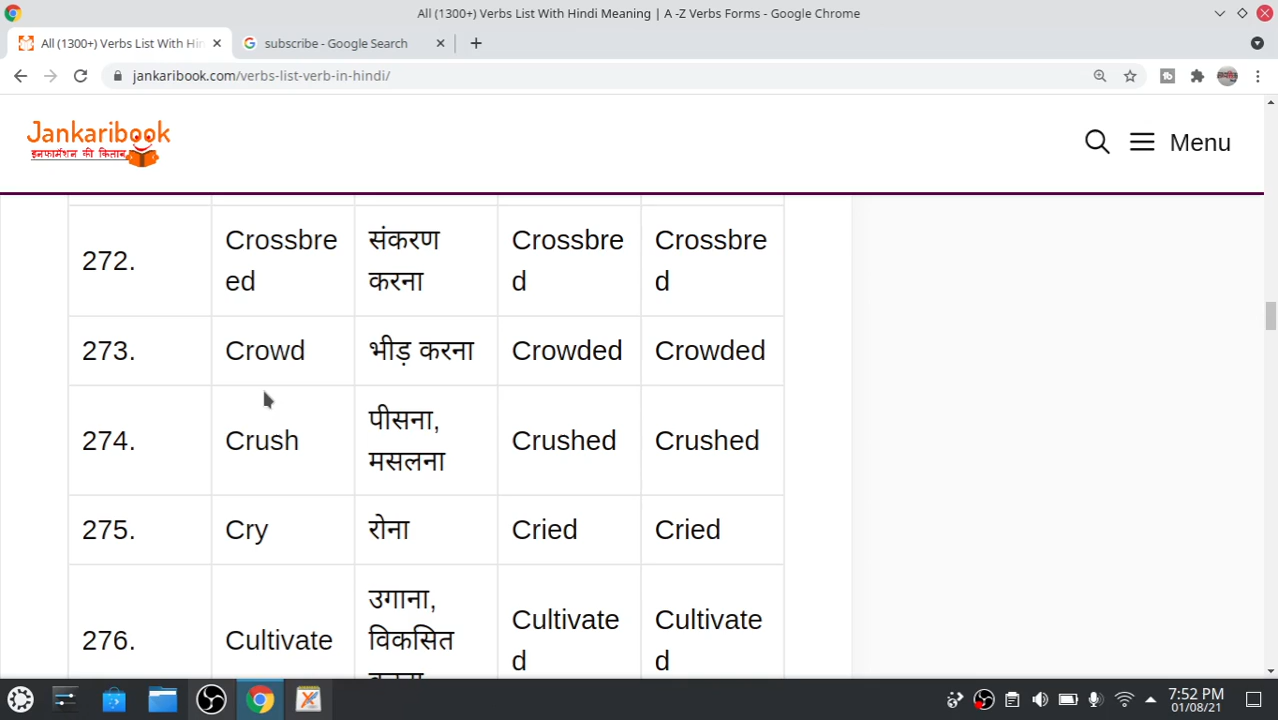 All (1300+) Verbs List With Hindi Meaning | A -Z Verbs Forms - Google Chrome
All (1300+) Verbs List With Hin
subscribe - Google Search
jankaribook.com/verbs-list-verb-in-hindi/
Jankaribook
इनफार्मेशन की किताब
Menu
272.
Crossbre
ed
संकरण
करना
Crossbre
d
Crossbre
d
273.
Crowd
भीड़ करना
Crowded
Crowded
274.
Crush
पीसना,
मसलना
Crushed
Crushed
275.
Cry
रोना
Cried
Cried
276.
Cultivate
उगाना,
विकसित
Cultivate
d
Cultivate
d
7:52 PM
01/08/21